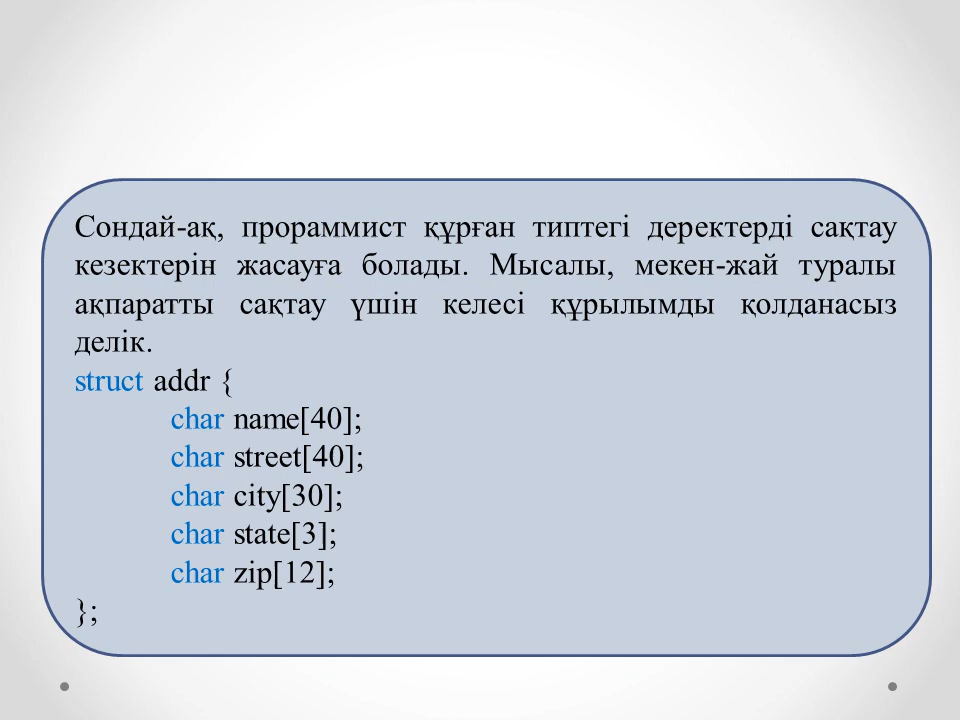 Сондай-ақ, прораммист құрған типтегі деректерді сақтау
кезектерін жасауға болады. Мысалы, мекен-жай туралы
ақпаратты сақтау үшін келесі құрылымды қолданасыз
делік.
struct addr {
char name[40];
char street[40];
char city[30];
char state[3];
char zip[12];
};